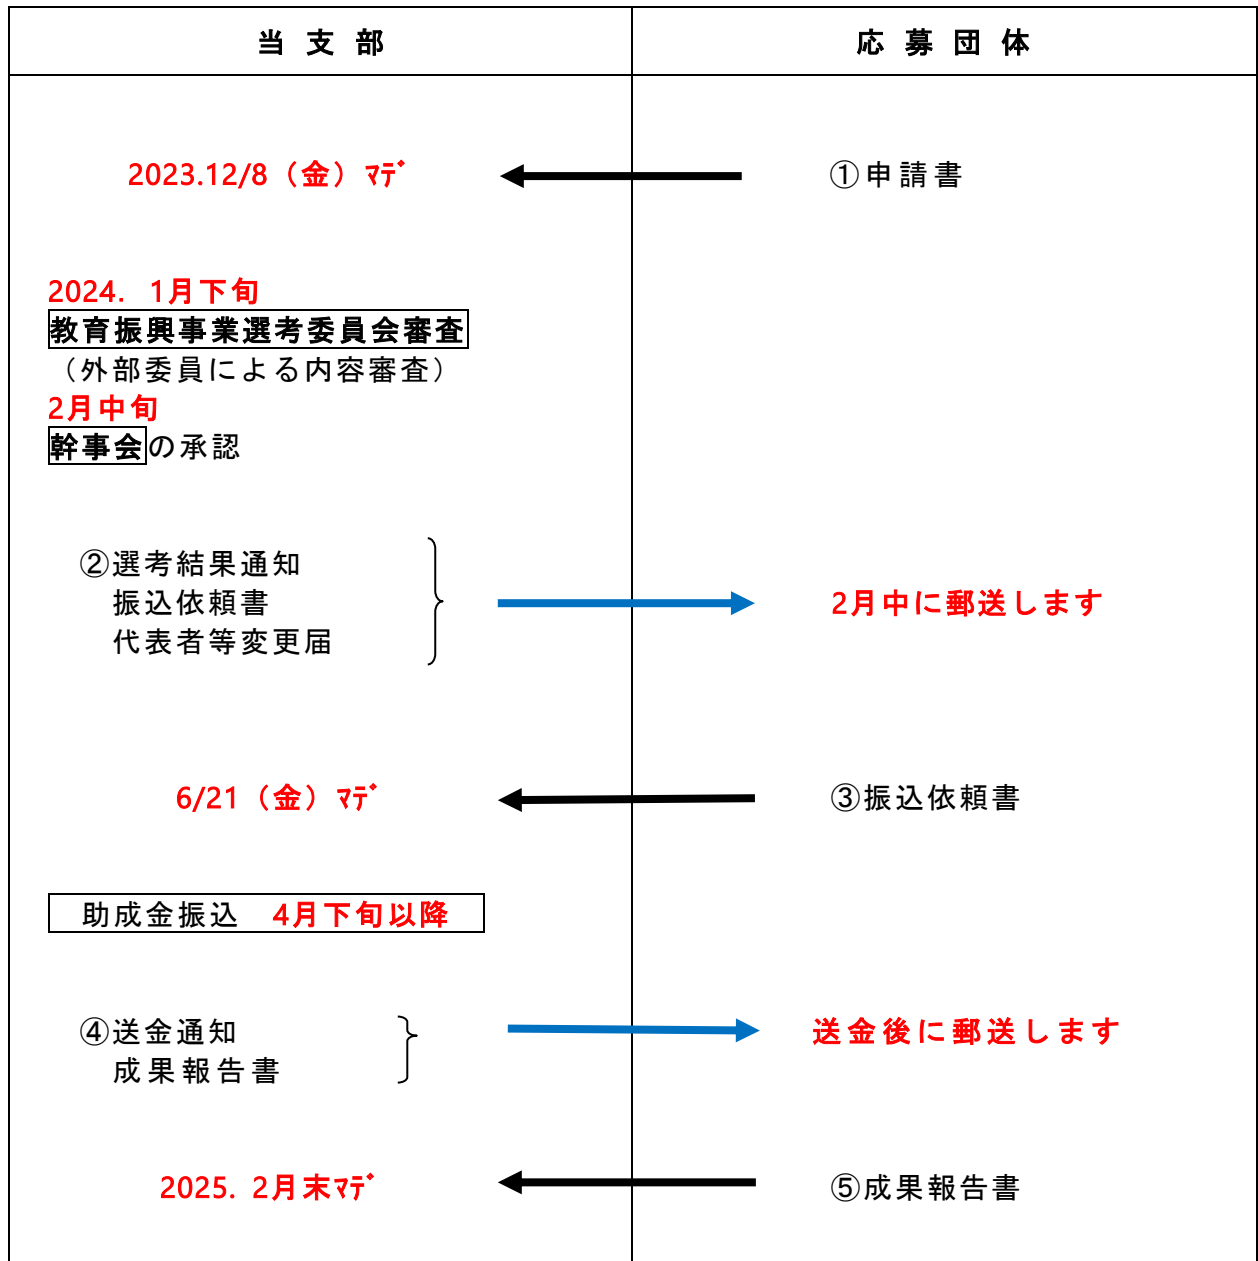 当支部
応募団体
2023.12/8（金）ﾏﾃﾞ
①申請書
2024. 1月下旬
教育振興事業選考委員会審査
（外部委員による内容審査）
2月中旬
幹事会の承認
②選考結果通知
振込依頼書
代表者等変更届
2月中に郵送します
6/21（金）ﾏﾃﾞ
③振込依頼書
助成金振込　4月下旬以降
④送金通知
成果報告書
送金後に郵送します
2025. 2月末ﾏﾃﾞ
⑤成果報告書